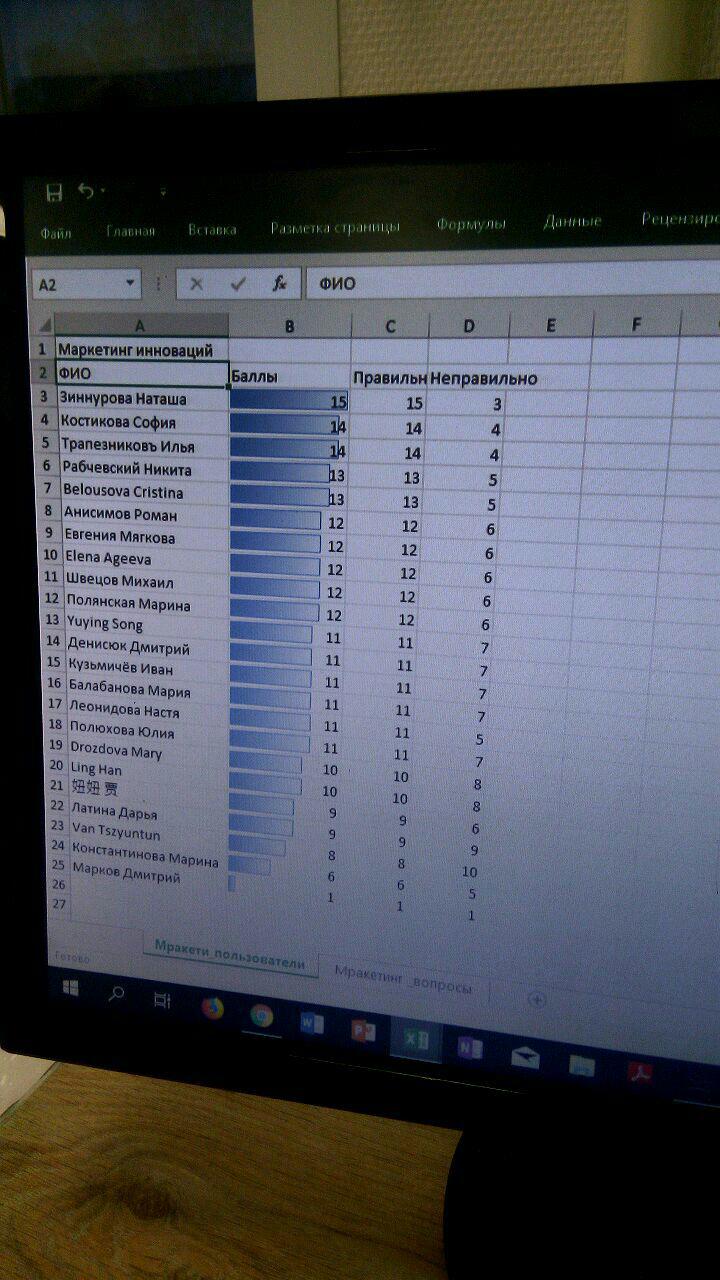 Файл Главная Вставка Разметка страницы Формулы Данные Рецензиро
A2 fx ФИО
A B C D E F
1 Маркетинг инноваций
2 ФИО Баллы Правильн Неправильно
3 Зиннурова Наташа 15 15 3
4 Костикова София 14 14 4
5 Трапезниковъ Илья 14 14 4
6 Рабчевский Никита 13 13 5
7 Belousova Cristina 13 13 5
8 Анисимов Роман 12 12 6
9 Евгения Мягкова 12 12 6
10 Elena Ageeva 12 12 6
11 Швецов Михаил 12 12 6
12 Полянская Марина 12 12 6
13 Yuying Song 11 11 7
14 Денисюк Дмитрий 11 11 7
15 Кузьмичёв Иван 11 11 7
16 Балабанова Мария 11 11 7
17 Леонидова Настя 11 11 5
18 Полюхова Юлия 11 11 7
19 Drozdova Mary 10 10 8
20 Ling Han 10 10 8
21 妞妞 贾 9 9 6
22 Латина Дарья 9 9 9
23 Van Tszyuntun 8 8 10
24 Константинова Марина 6 6 5
25 Марков Дмитрий 1 1 1
26
27
Мракети_пользователи Мракетинг _вопросы
Готово